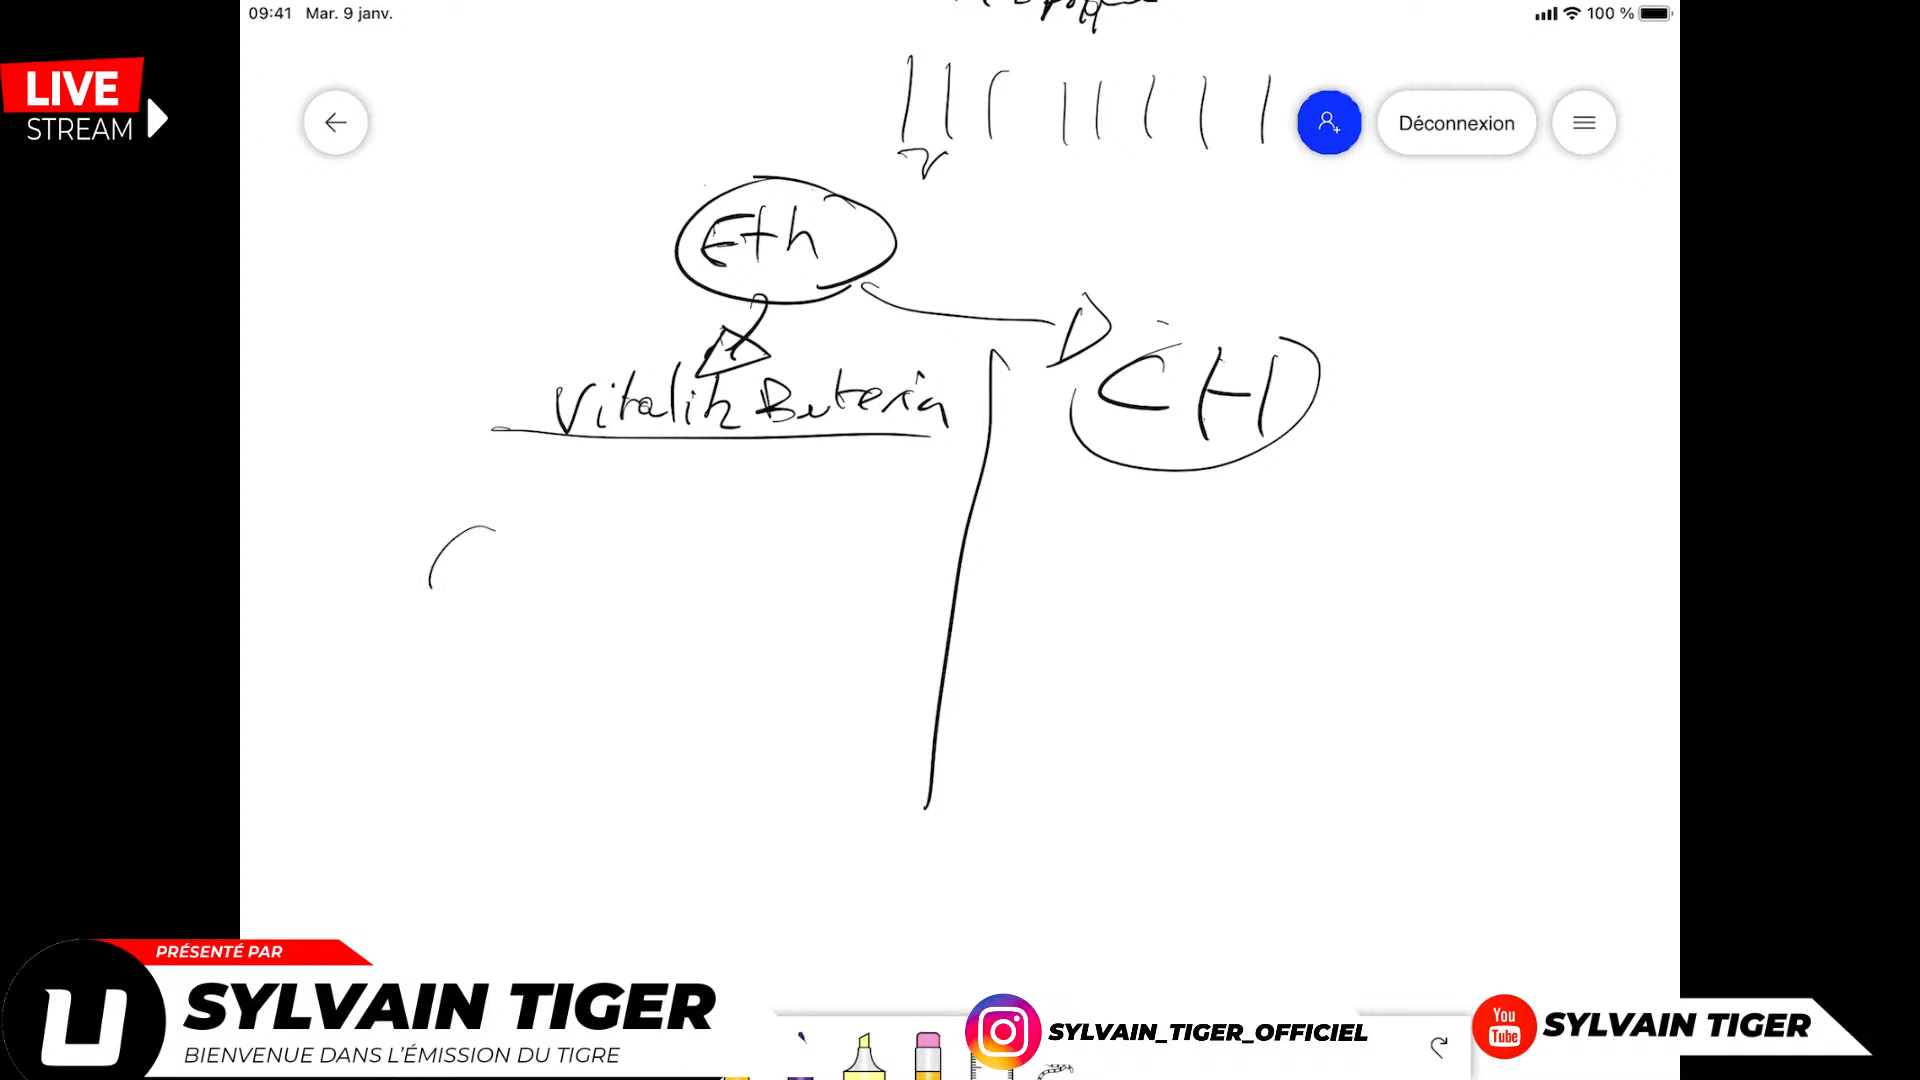 09:41 Mar. 9 janv.
100 %
LIVE
STREAM
Déconnexion
Eth
Vitalik Buterin
CH
PRÉSENTÉ PAR
SYLVAIN TIGER
BIENVENUE DANS L'ÉMISSION DU TIGRE
SYLVAIN_TIGER_OFFICIEL
You
Tube
SYLVAIN TIGER